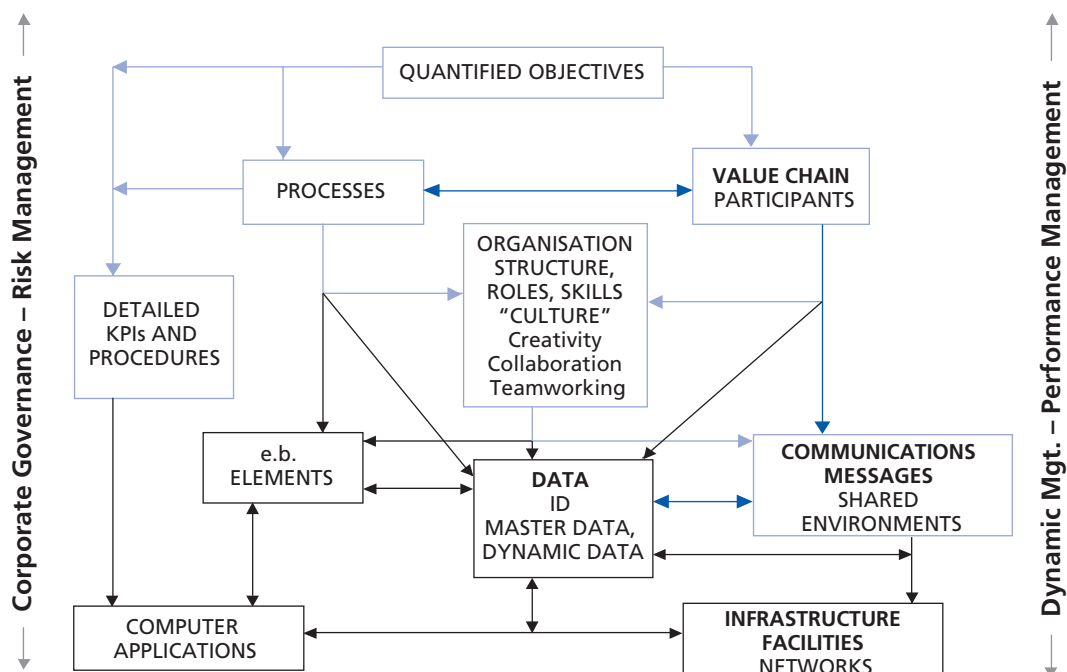 Corporate Governance – Risk Management
QUANTIFIED OBJECTIVES
PROCESSES
VALUE CHAIN
PARTICIPANTS
ORGANISATION
STRUCTURE,
ROLES, SKILLS
“CULTURE”
Creativity
Collaboration
Teamworking
DETAILED
KPIs AND
PROCEDURES
e.b.
ELEMENTS
DATA
ID
MASTER DATA,
DYNAMIC DATA
COMMUNICATIONS
MESSAGES
SHARED
ENVIRONMENTS
COMPUTER
APPLICATIONS
INFRASTRUCTURE
FACILITIES
NETWORKS
Dynamic Mgt. – Performance Management